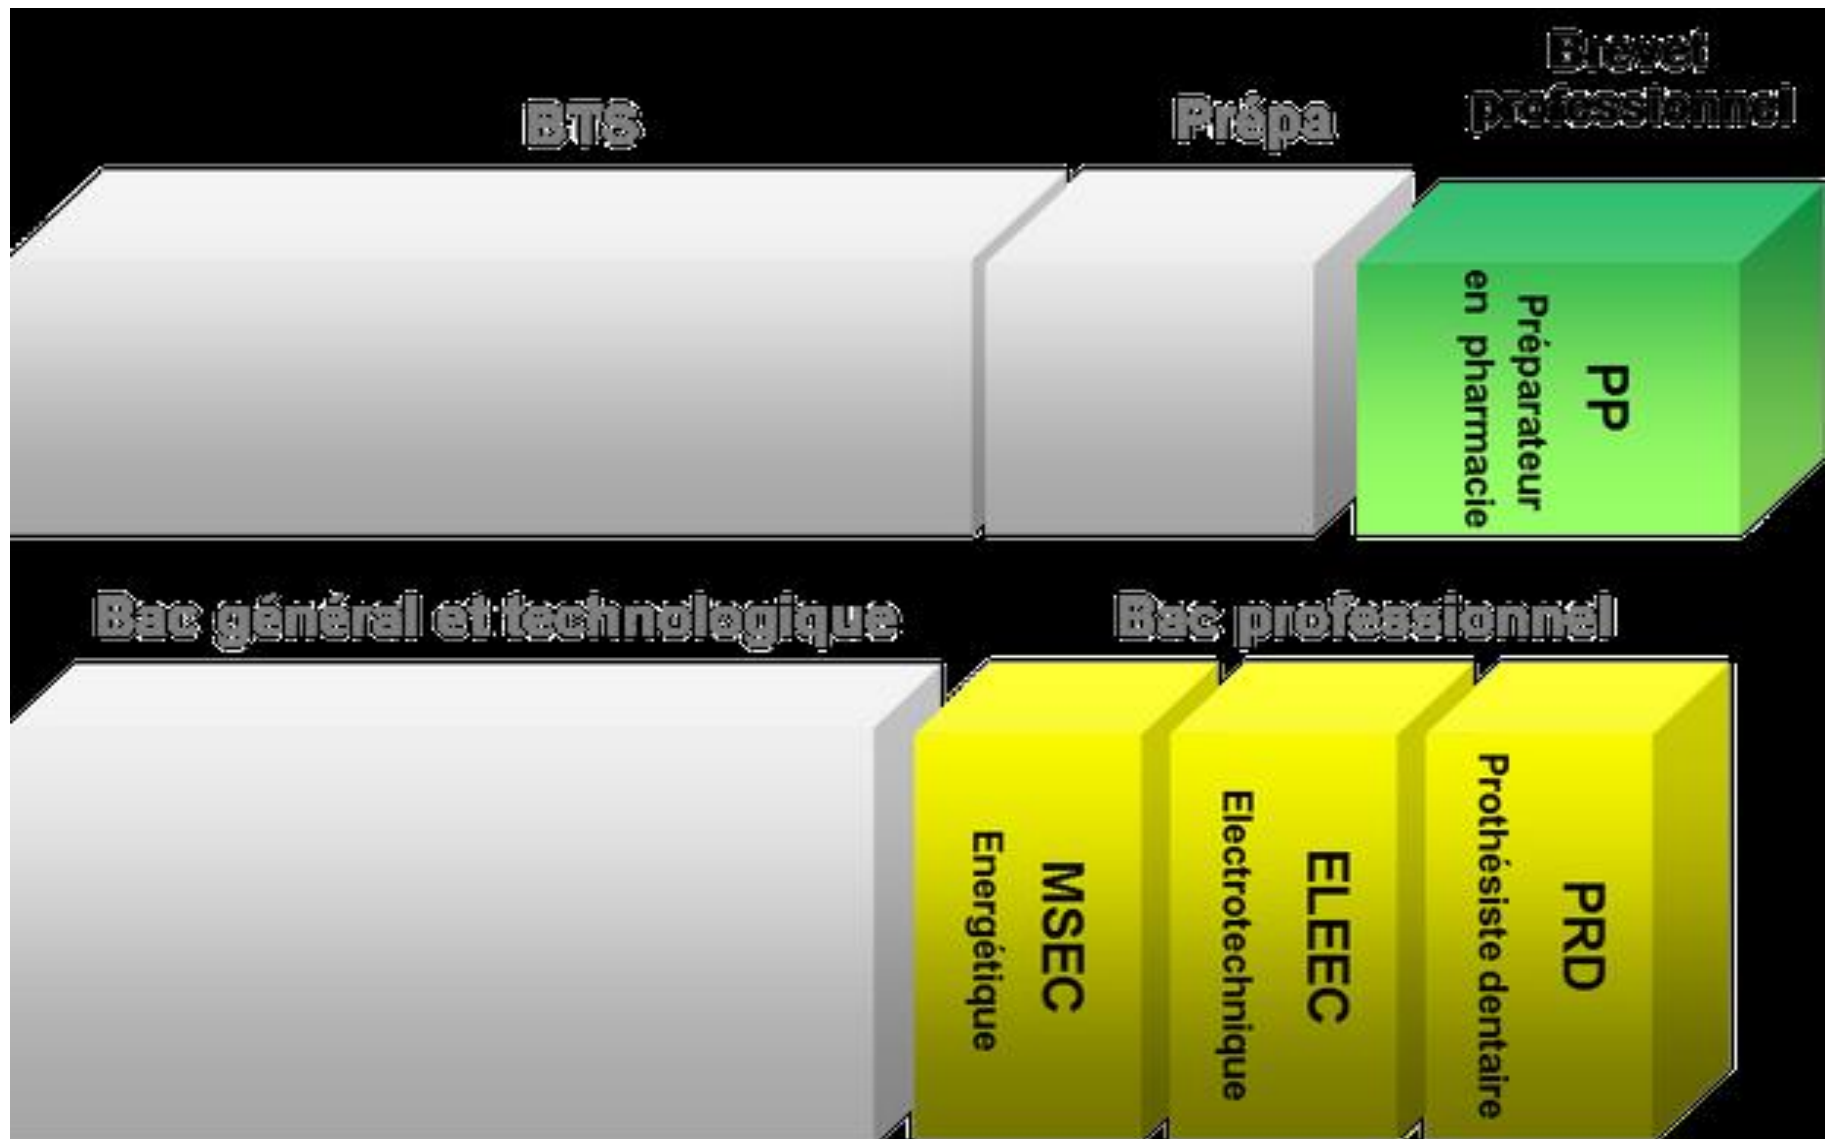 BTS
Prépa
Brevet
professionnel
PP
Préparateur
en pharmacie
Bac général et technologique
Bac professionnel
MSEC
Energétique
ELEEC
Electrotechnique
PRD
Prothésiste dentaire